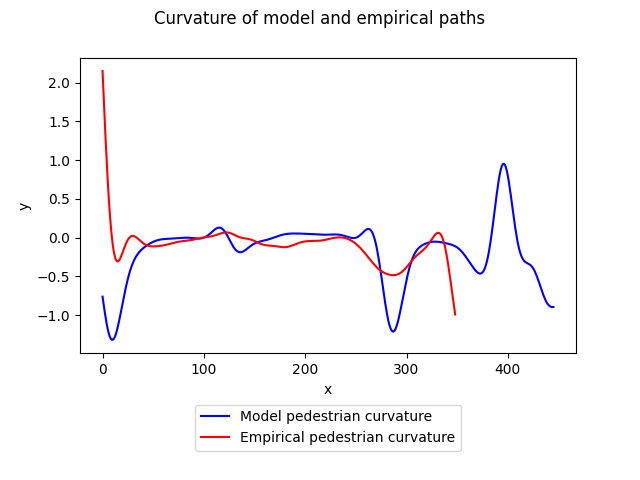 Curvature of model and empirical paths
2.0
1.5
1.0
0.5
0.0
−0.5
−1.0
y
0 100 200 300 400
x
Model pedestrian curvature
Empirical pedestrian curvature